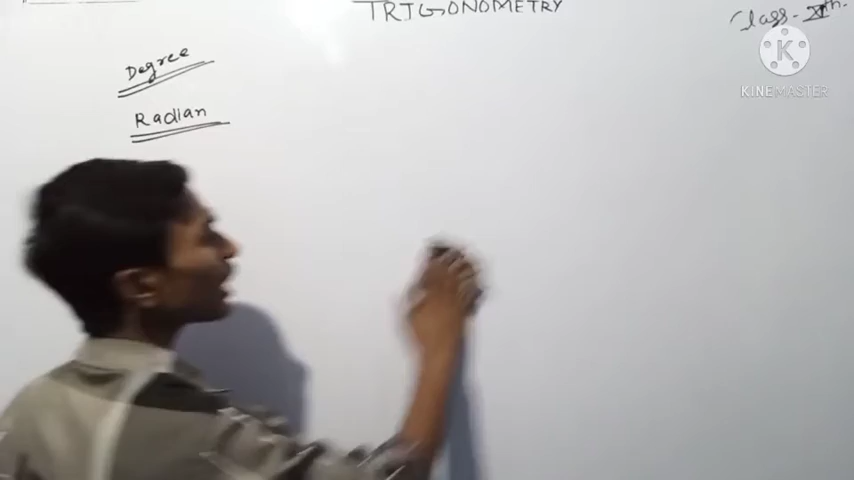 TRIGONOMETRY
Class - XIth.
K
KINEMASTER
Degree
Radian